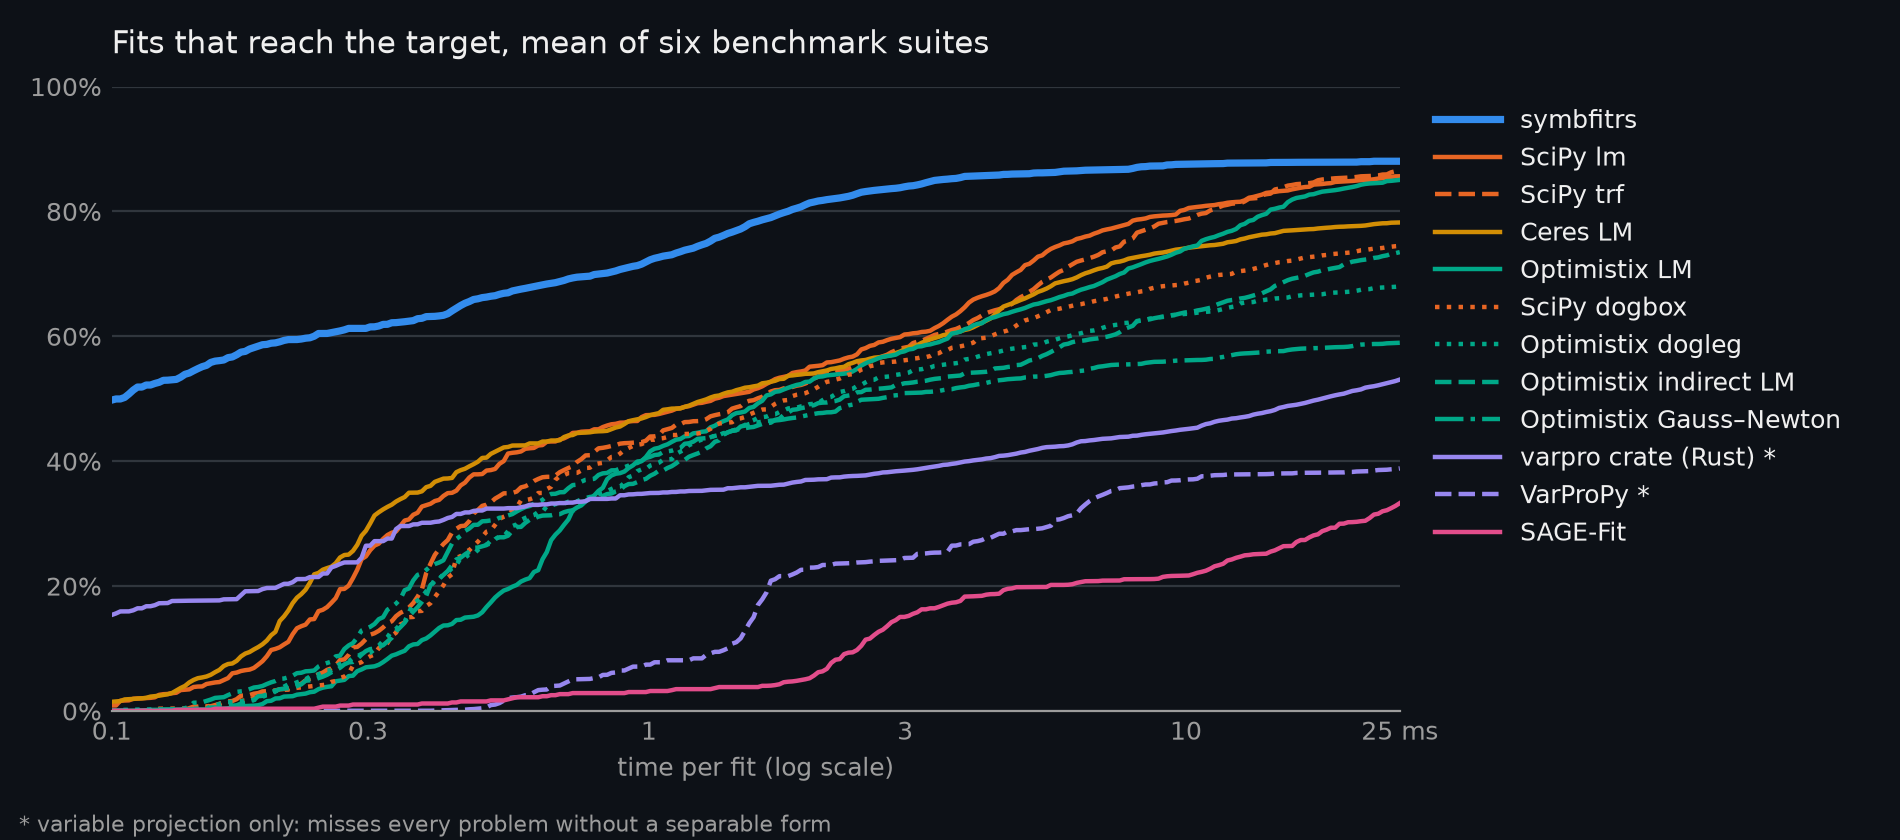 Fits that reach the target, mean of six benchmark suites
100%
80%
60%
40%
20%
0%
0.1
0.3
1
3
10
25 ms
time per fit (log scale)
symbfitrs
SciPy lm
SciPy trf
Ceres LM
Optimistix LM
SciPy dogbox
Optimistix dogleg
Optimistix indirect LM
Optimistix Gauss–Newton
varpro crate (Rust) *
VarProPy *
SAGE-Fit
* variable projection only: misses every problem without a separable form